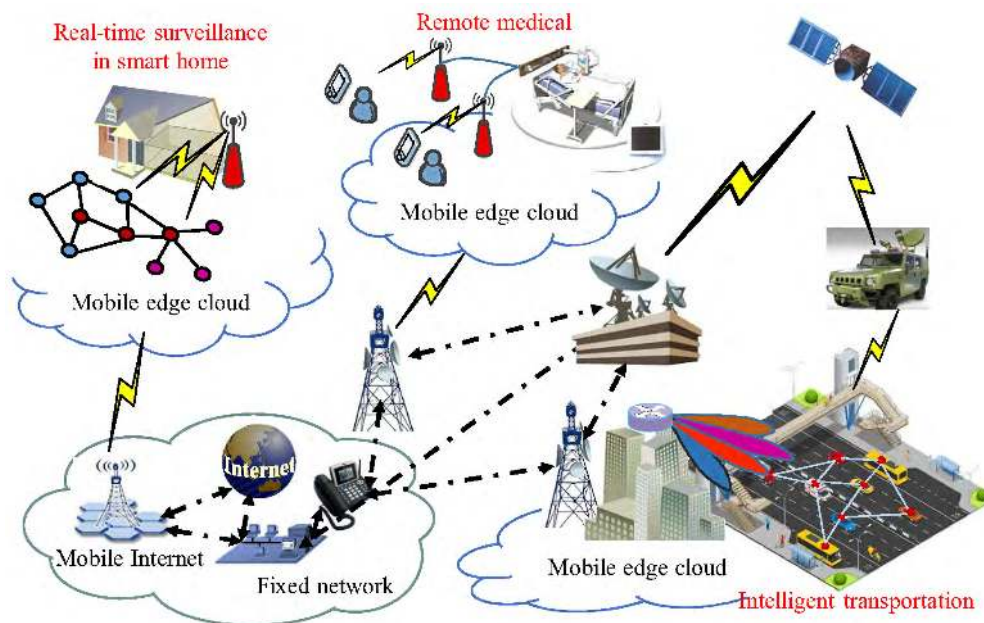 Real-time surveillance
in smart home
Remote medical
Mobile edge cloud
Mobile edge cloud
Internet
Mobile Internet
Fixed network
Mobile edge cloud
Intelligent transportation